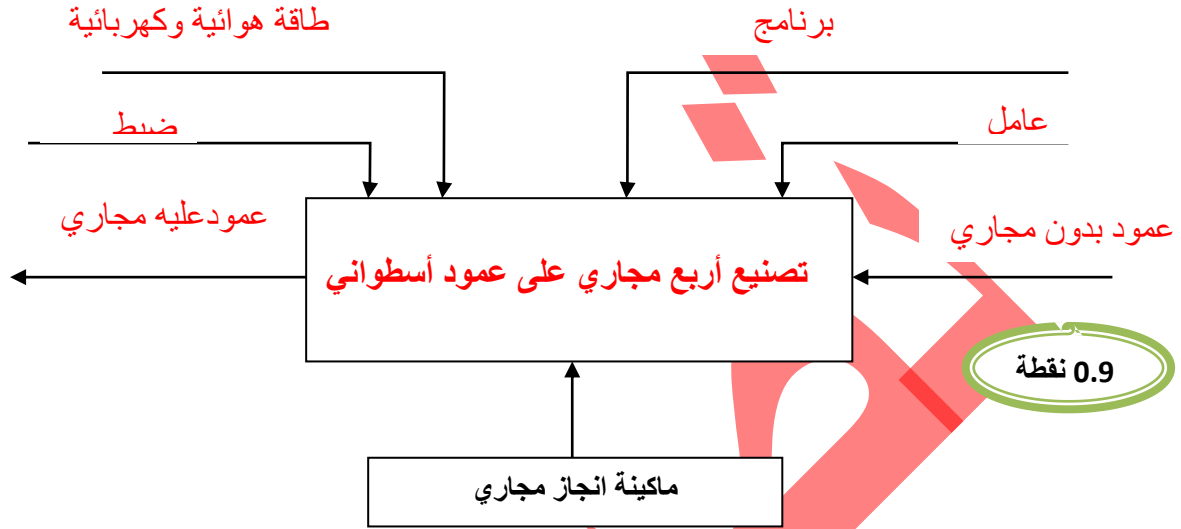 برنامج
طاقة هوائية وكهربائية
عامل
ضبط
عمود بدون مجاري
عمودعليه مجاري
تصنيع أربع مجاري على عمود أسطواني
0.9 نقطة
ماكينة انجاز مجاري